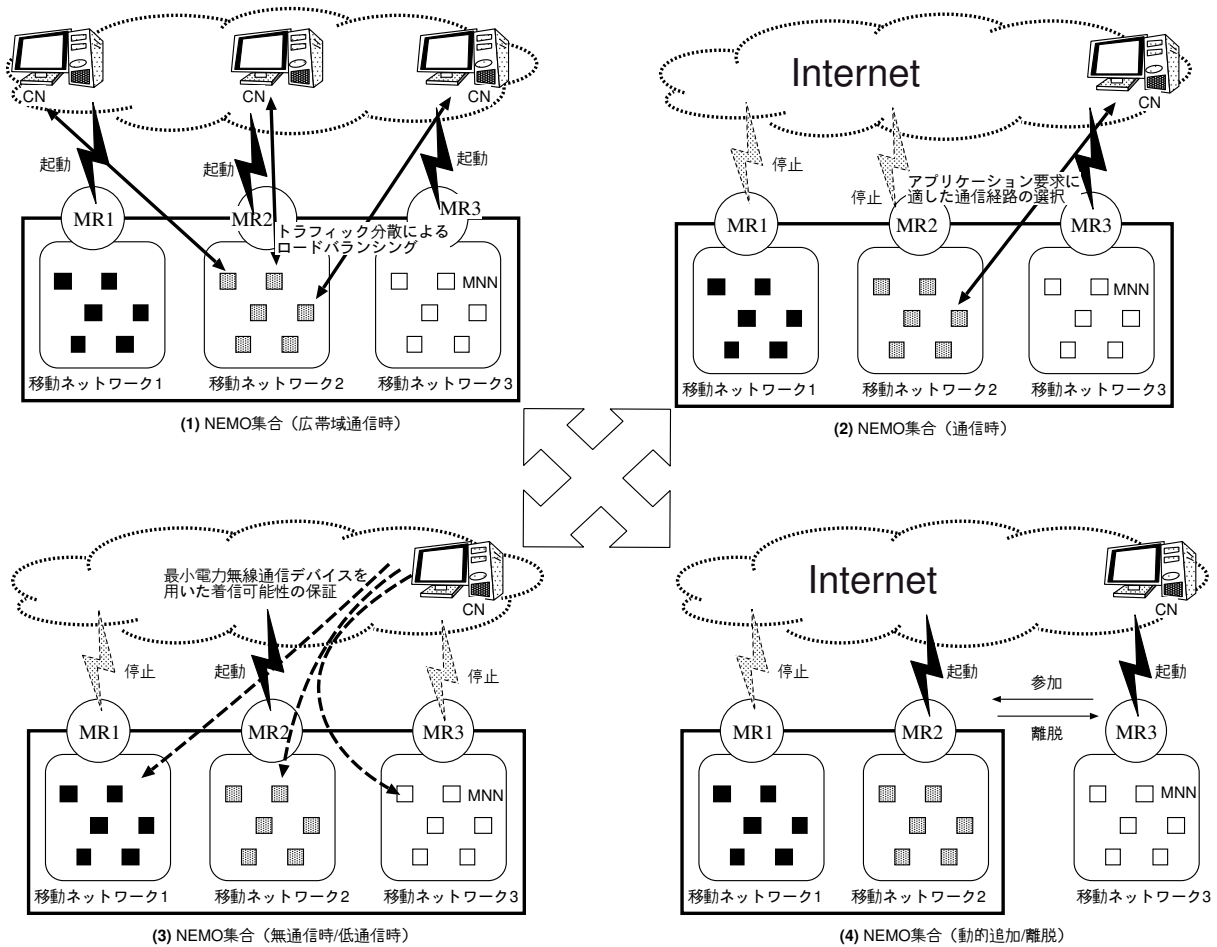 CN
CN
CN
起動
起動
起動
MR1
MR2
MR3
トラフィック分散による
ロードバランシング
MNN
移動ネットワーク1
移動ネットワーク2
移動ネットワーク3
(1) NEMO集合（広帯域通信時）
Internet
CN
停止
停止
起動
アプリケーション要求に
適した通信経路の選択
MR1
MR2
MR3
MNN
移動ネットワーク1
移動ネットワーク2
移動ネットワーク3
(2) NEMO集合（通信時）
最小電力無線通信デバイスを
用いた着信可能性の保証
CN
停止
起動
停止
MR1
MR2
MR3
MNN
移動ネットワーク1
移動ネットワーク2
移動ネットワーク3
(3) NEMO集合（無通信時/低通信時）
Internet
CN
停止
起動
起動
参加
離脱
MR1
MR2
MR3
MNN
移動ネットワーク1
移動ネットワーク2
移動ネットワーク3
(4) NEMO集合（動的追加/離脱）